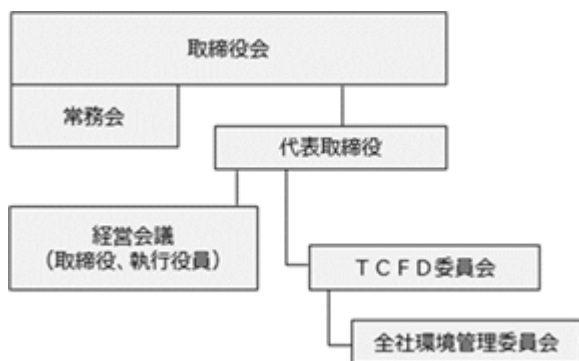 取締役会
常務会
代表取締役
経営会議
（取締役、執行役員）
ＴＣＦＤ委員会
全社環境管理委員会